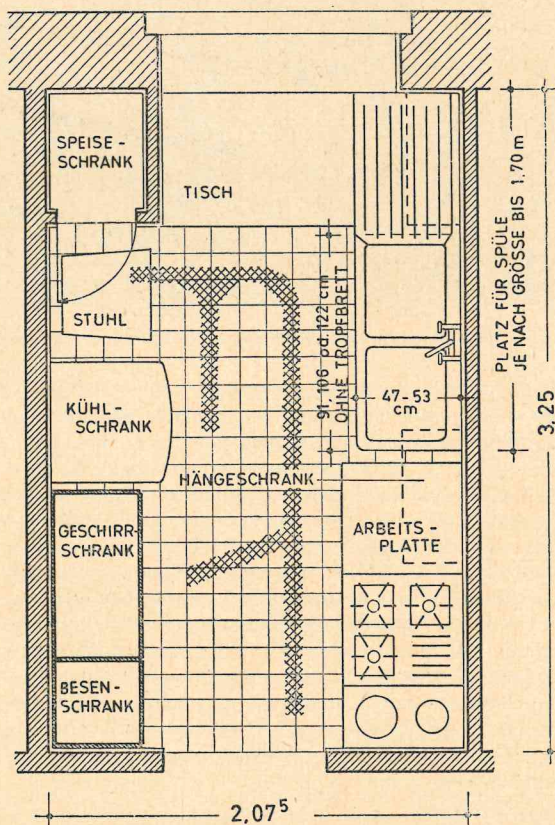 SPEISE-
SCHRANK
TISCH
STUHL
KÜHL-
SCHRANK
91, 106 od. 122 cm
OHNE TROPFBRETT
47-53
cm
PLATZ FÜR SPÜLE
JE NACH GRÖSSE BIS 1.70 m
3,25
HÄNGESCHRANK
GESCHIRR-
SCHRANK
ARBEITS-
PLATTE
BESEN-
SCHRANK
2,07⁵